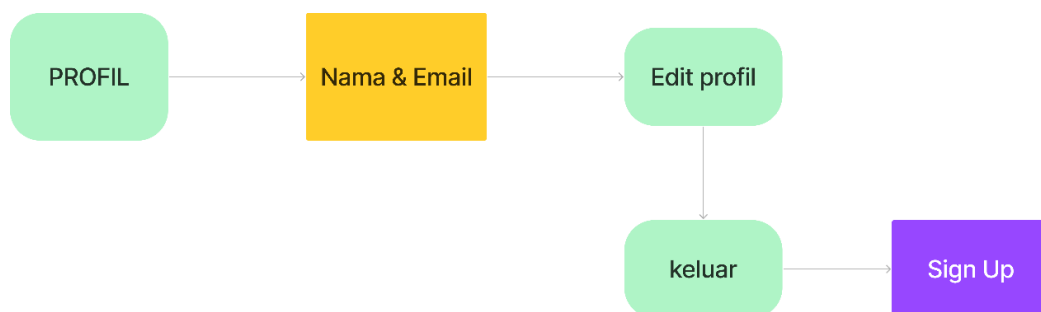 PROFIL
Nama & Email
Edit profil
keluar
Sign Up